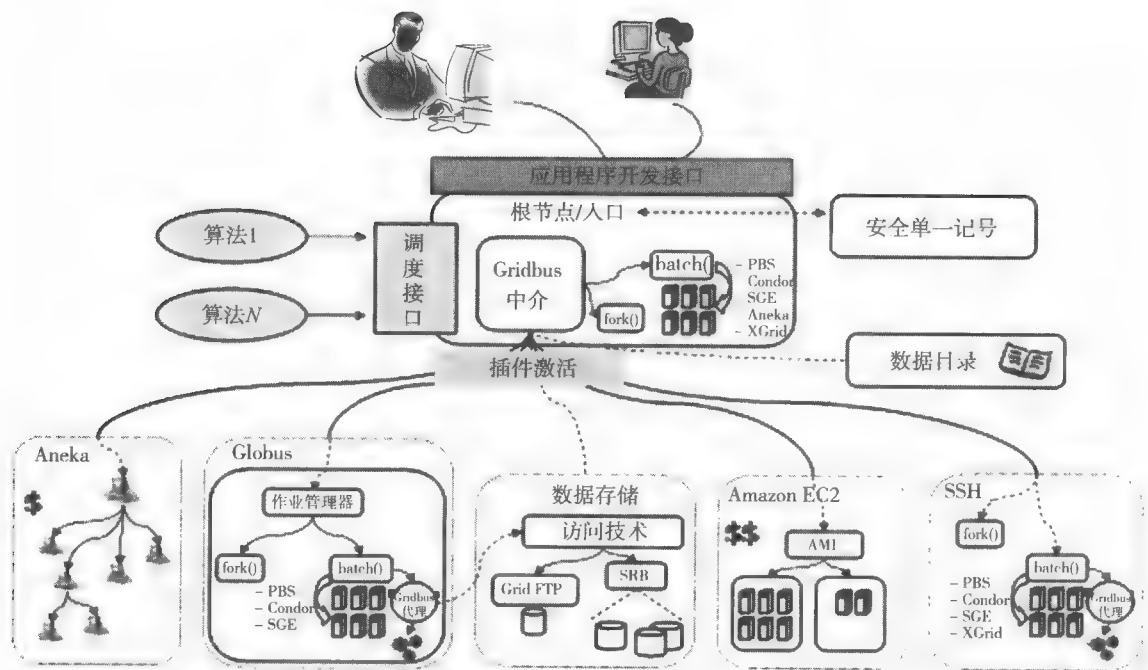 应用程序开发接口
根节点/入口
安全单一记号
算法1
调度接口
Gridbus
中介
batch()
fork()
- PBS
Condor
SGE
Aneka
- XGrid
算法N
数据目录
插件激活
Aneka
Globus
作业管理器
fork()
batch()
- PBS
- Condor
- SGE
Gridbus
代理
数据存储
访问技术
Grid FTP
SRB
Amazon EC2
AMI
SSH
fork()
batch()
- PBS
- Condor
- SGE
- XGrid
Gridbus
代理